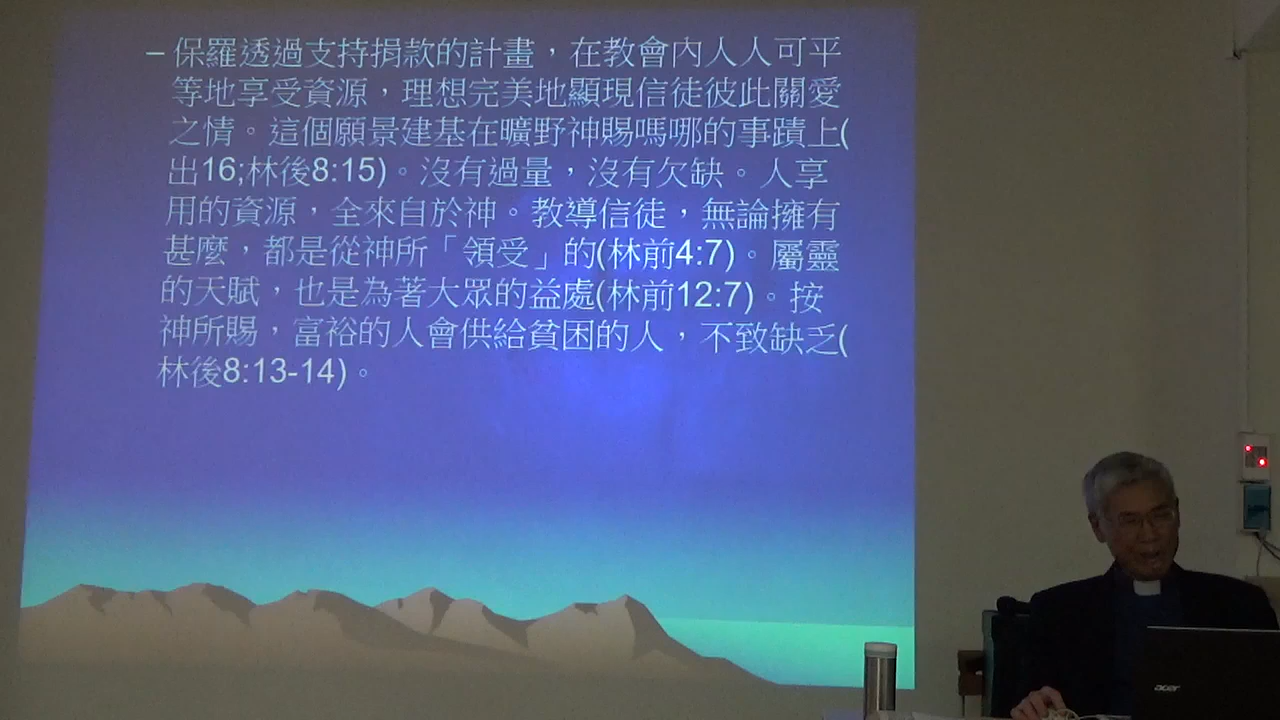 – 保羅透過支持捐款的計畫，在教會內人人可平
等地享受資源，理想完美地顯現信徒彼此關愛
之情。這個願景建基在曠野神賜嗎哪的事蹟上(
出16;林後8:15)。沒有過量，沒有欠缺。人享
用的資源，全來自於神。教導信徒，無論擁有
甚麼，都是從神所「領受」的(林前4:7)。屬靈
的天賦，也是為著大眾的益處(林前12:7)。按
神所賜，富裕的人會供給貧困的人，不致缺乏(
林後8:13-14)。
acer